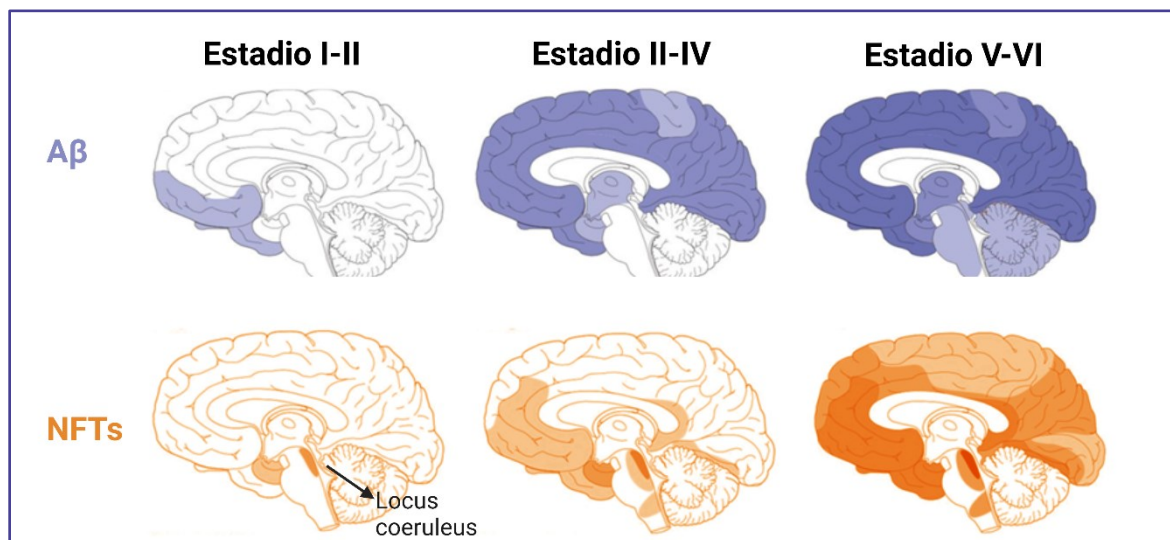 Estadio I-II
Estadio II-IV
Estadio V-VI
Aβ
NFTs
Locus
coeruleus